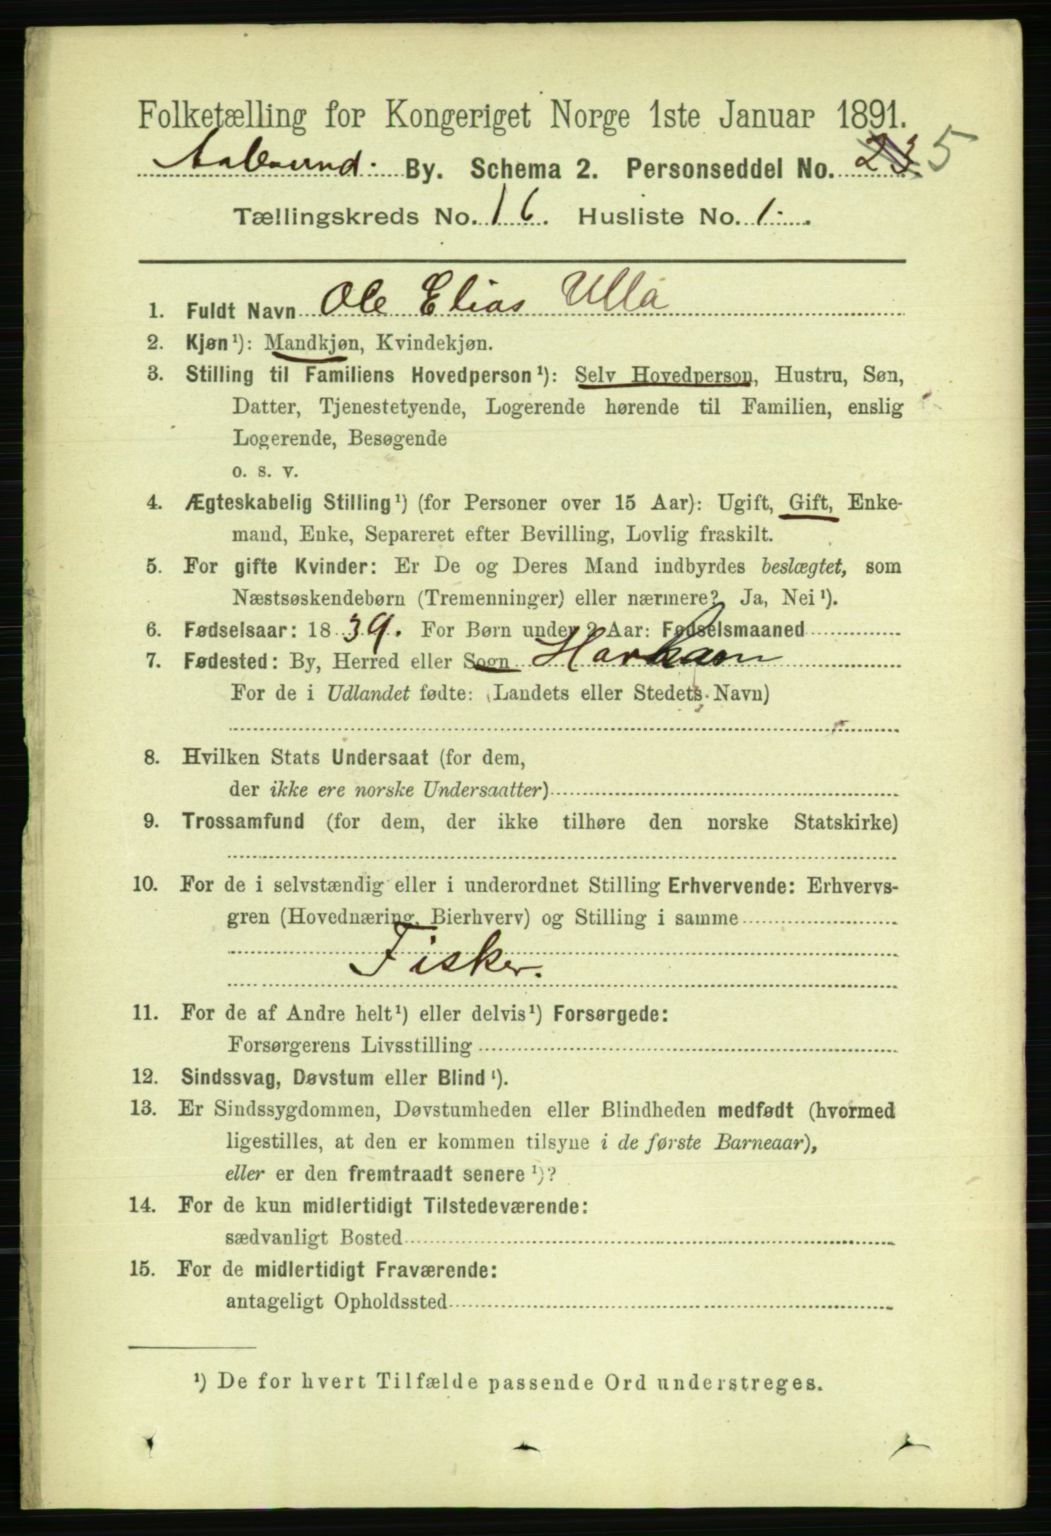 Folketælling for Kongeriget Norge 1ste Januar 1891.
Aalesund. By. Schema 2. Personseddel No. 23 5
Tællingskreds No. 16. Husliste No. 1.
1. Fuldt Navn Ole Elias Ulla
2. Kjøn¹): Mandkjøn, Kvindekjøn.
3. Stilling til Familiens Hovedperson¹): Selv Hovedperson, Hustru, Søn,
Datter, Tjenestetyende, Logerende hørende til Familien, enslig
Logerende, Besøgende
o. s. v.
4. Ægteskabelig Stilling¹) (for Personer over 15 Aar): Ugift, Gift, Enke-
mand, Enke, Separeret efter Bevilling, Lovlig fraskilt.
5. For gifte Kvinder: Er De og Deres Mand indbyrdes beslægtet, som
Næstsøskendebørn (Tremenninger) eller nærmere? Ja, Nei¹).
6. Fødselsaar: 1839. For Børn under 2 Aar: Fødselsmaaned
7. Fødested: By, Herred eller Sogn Harham
For de i Udlandet fødte: (Landets eller Stedets Navn)
8. Hvilken Stats Undersaat (for dem,
der ikke ere norske Undersaatter)
9. Trossamfund (for dem, der ikke tilhøre den norske Statskirke)
10. For de i selvstændig eller i underordnet Stilling Erhvervende: Erhvervs-
gren (Hovednæring, Bierhverv) og Stilling i samme
Fisker.
11. For de af Andre helt¹) eller delvis¹) Forsørgede:
Forsørgerens Livsstilling
12. Sindssvag, Døvstum eller Blind¹).
13. Er Sindssygdommen, Døvstumheden eller Blindheden medfødt (hvormed
ligestilles, at den er kommen tilsyne i de første Barneaar),
eller er den fremtraadt senere¹)?
14. For de kun midlertidigt Tilstedeværende:
sædvanligt Bosted
15. For de midlertidigt Fraværende:
antageligt Opholdssted
¹) De for hvert Tilfælde passende Ord understreges.